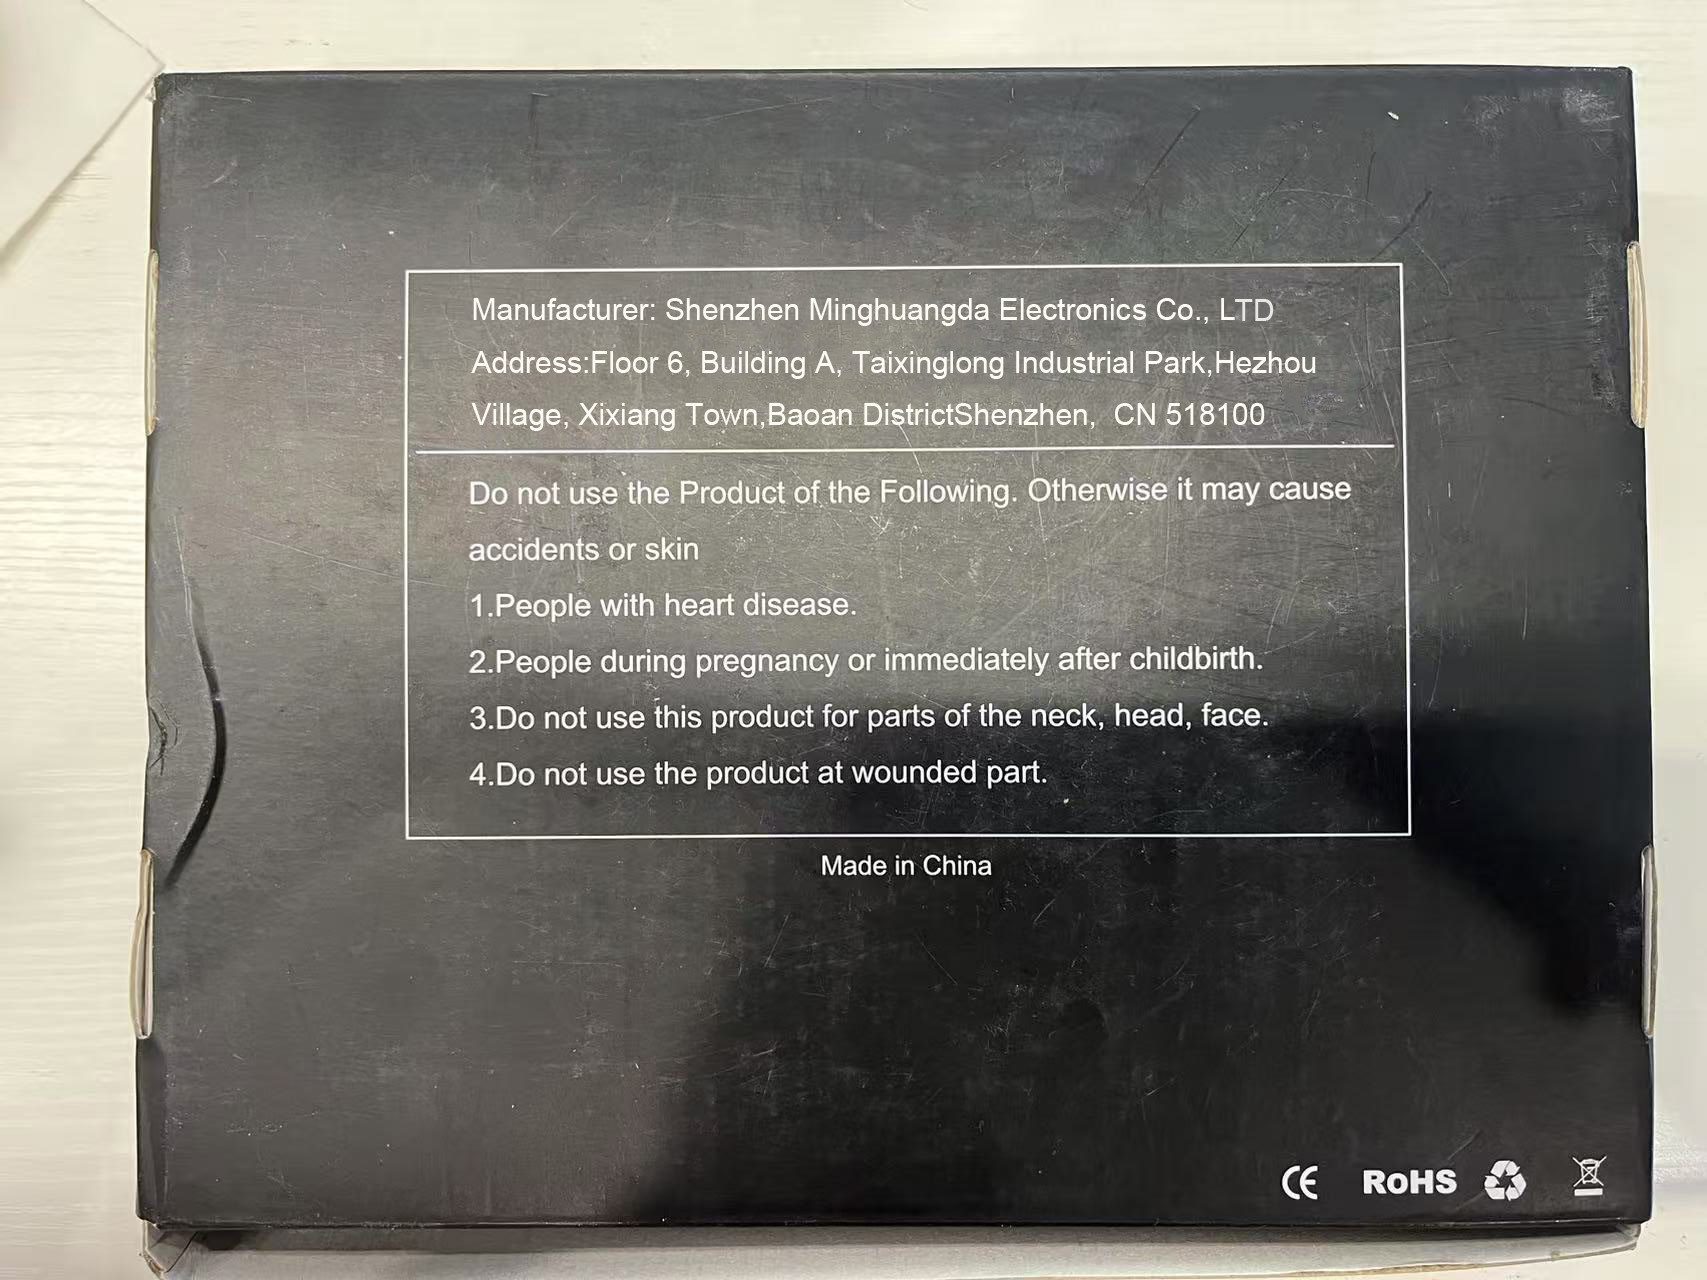 Manufacturer: Shenzhen Minghuangda Electronics Co., LTD
Address:Floor 6, Building A, Taixinglong Industrial Park,Hezhou
Village, Xixiang Town,Baoan DistrictShenzhen, CN 518100
Do not use the Product of the Following. Otherwise it may cause
accidents or skin
1.People with heart disease.
2.People during pregnancy or immediately after childbirth.
3.Do not use this product for parts of the neck, head, face.
4.Do not use the product at wounded part.
Made in China
CE RoHS